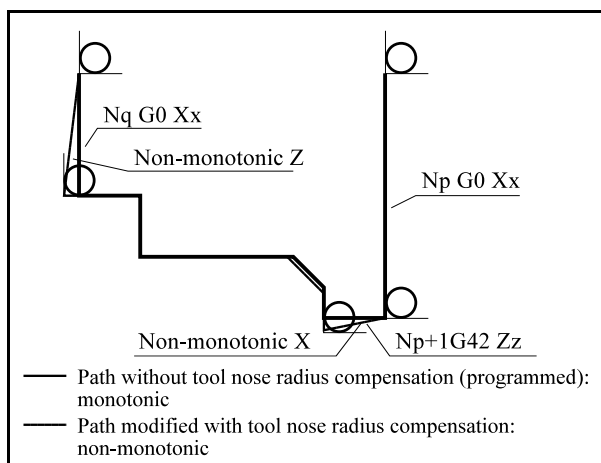 Nq G0 Xx
Non-monotonic Z
Np G0 Xx
Non-monotonic X
Np+1G42 Zz
Path without tool nose radius compensation (programmed):
monotonic
Path modified with tool nose radius compensation:
non-monotonic